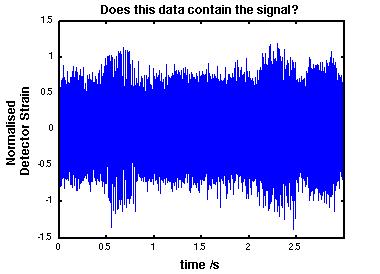 Does this data contain the signal?
1.5
1
0.5
0
-0.5
-1
-1.5
Normalised
Detector Strain
0 0.5 1 1.5 2 2.5
time /s